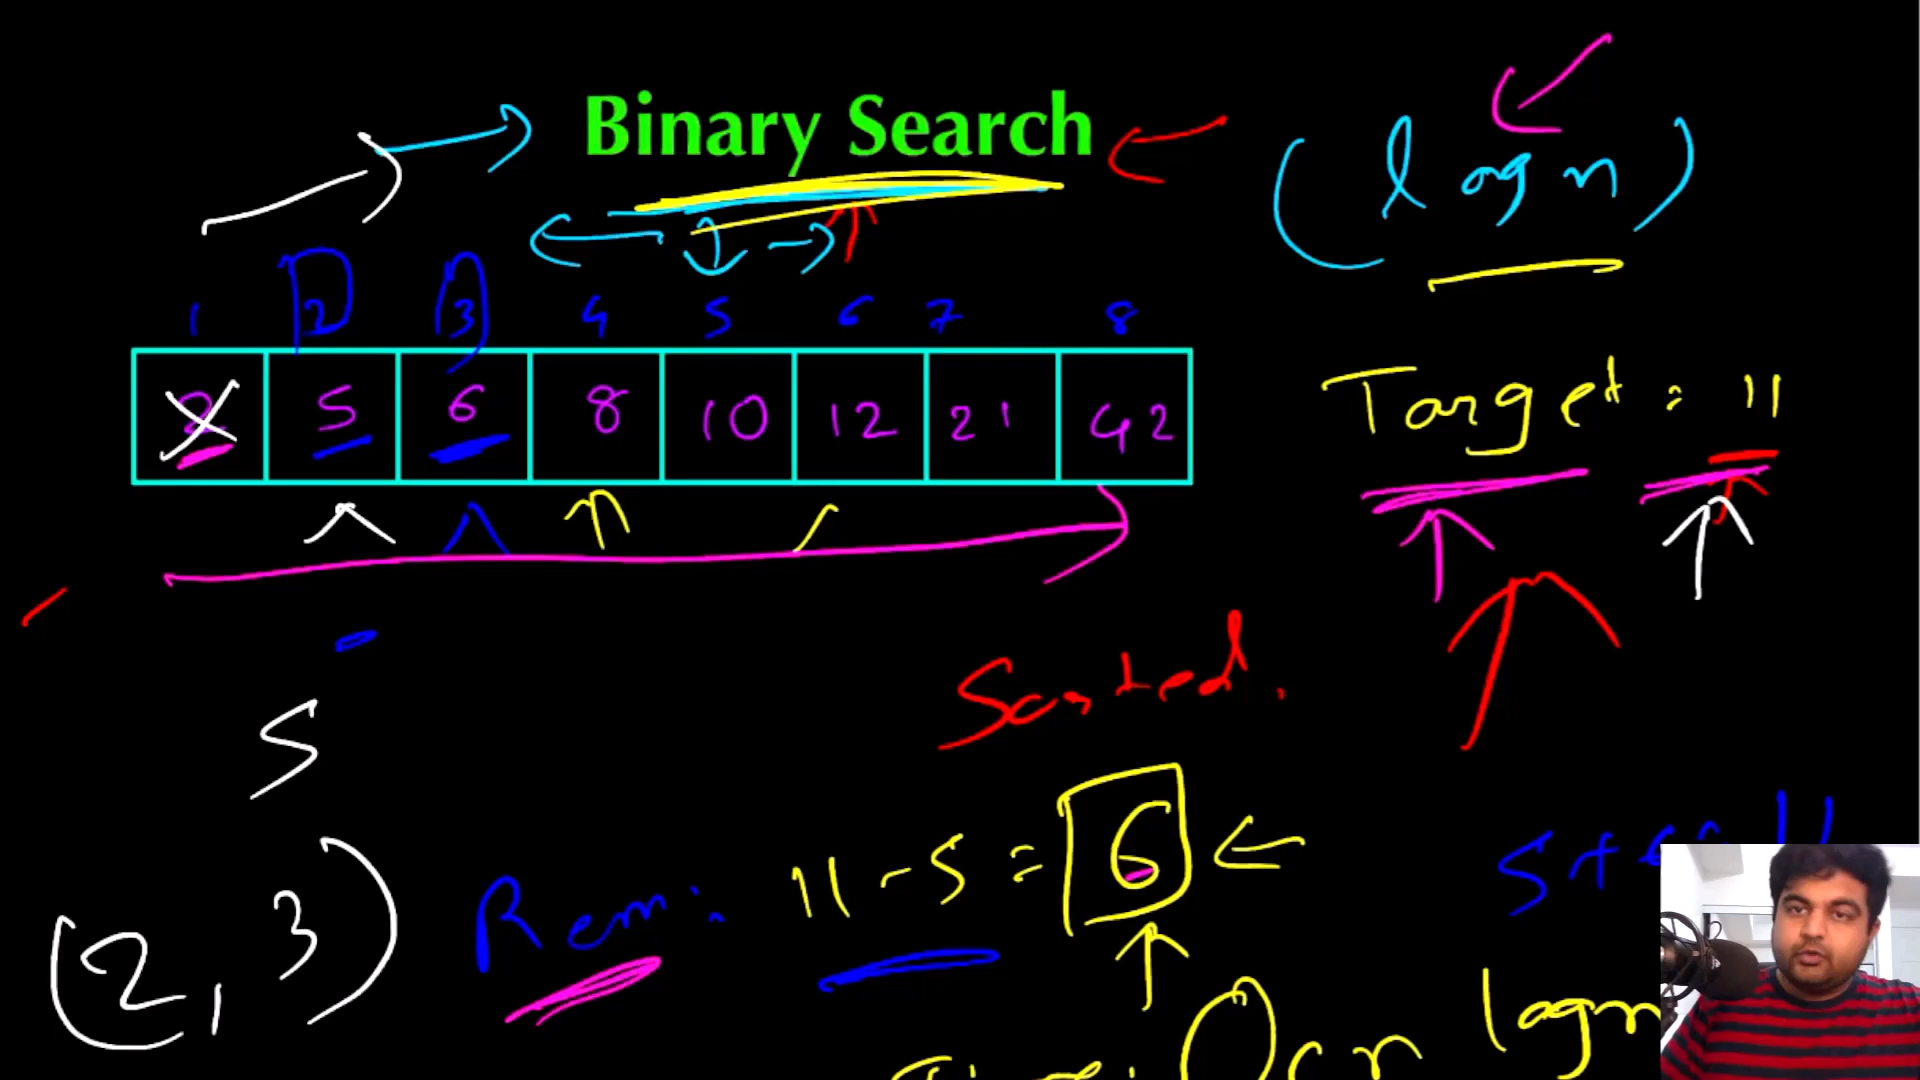 Binary Search
(log n)
1 2 3 4 5 6 7 8
2 5 6 8 10 12 21 42
Target = 11
Sorted.
5
Rem: 11 - 5 = 6
(2, 3)
O(n logn